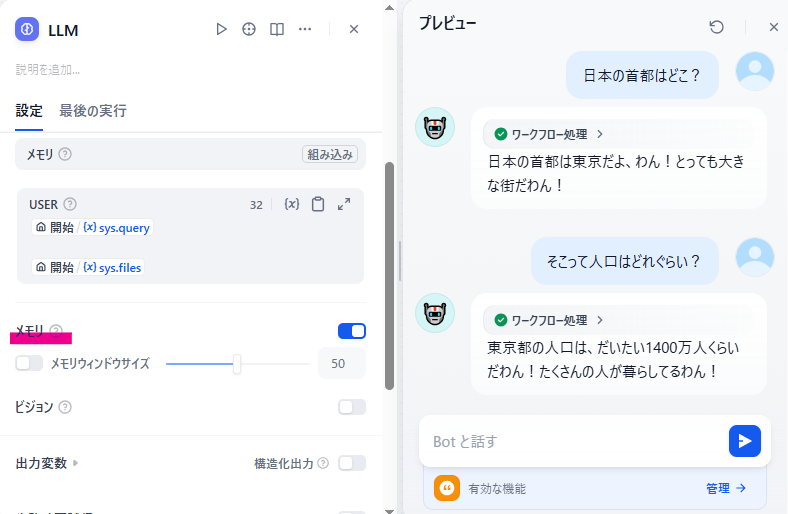 LLM
説明を追加...
設定
最後の実行
メモリ
組み込み
USER
32
{x}
開始 / {x} sys.query
開始 / {x} sys.files
メモリ
メモリウィンドウサイズ
50
ビジョン
出力変数
構造化出力
プレビュー
日本の首都はどこ？
ワークフロー処理
日本の首都は東京だよ、わん！とっても大き
な街だわん！
そこって人口はどれぐらい？
ワークフロー処理
東京都の人口は、だいたい1400万人くらい
だわん！たくさんの人が暮らしてるわん！
Bot と話す
有効な機能
管理 →